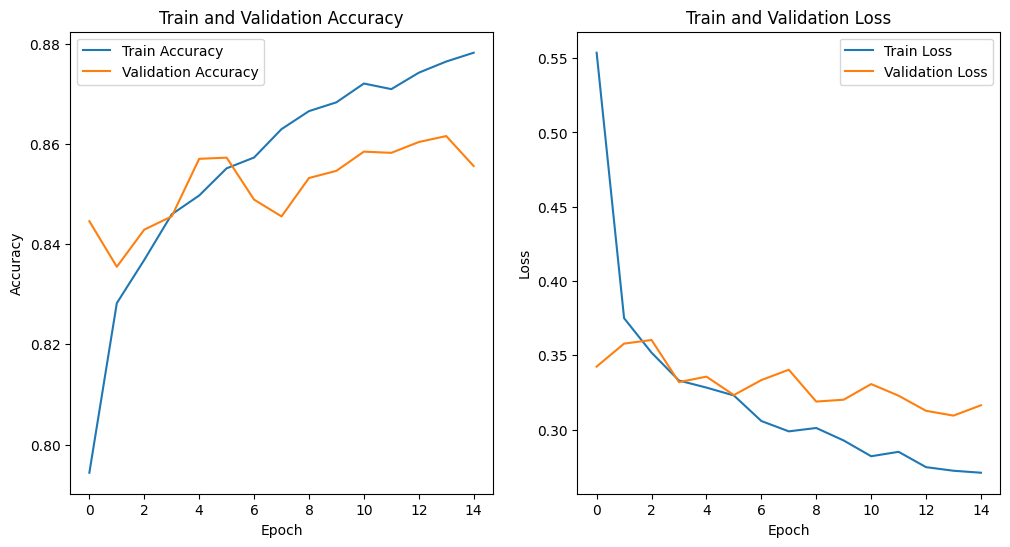 Train and Validation Accuracy
Train Accuracy
Validation Accuracy
0.88
0.86
0.84
0.82
0.80
Accuracy
0 2 4 6 8 10 12 14
Epoch
Train and Validation Loss
Train Loss
Validation Loss
0.55
0.50
0.45
0.40
0.35
0.30
Loss
0 2 4 6 8 10 12 14
Epoch